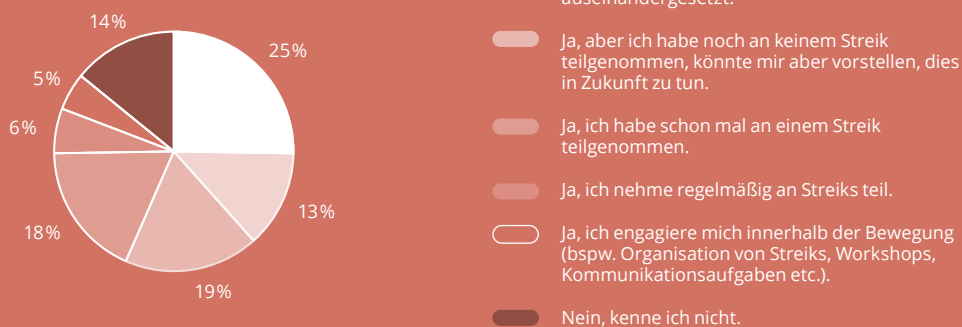 auseinandergesetzt.
14%
25%
5%
6%
13%
18%
19%
Ja, aber ich habe noch an keinem Streik
teilgenommen, könnte mir aber vorstellen, dies
in Zukunft zu tun.
Ja, ich habe schon mal an einem Streik
teilgenommen.
Ja, ich nehme regelmäßig an Streiks teil.
Ja, ich engagiere mich innerhalb der Bewegung
(bspw. Organisation von Streiks, Workshops,
Kommunikationsaufgaben etc.).
Nein, kenne ich nicht.